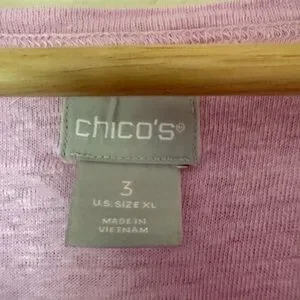 chico's®
3
U.S. SIZE XL
MADE IN
VIETNAM